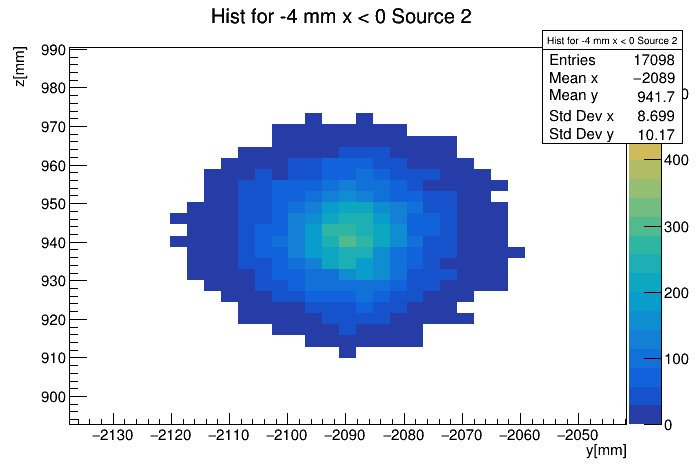 Hist for -4 mm x < 0 Source 2
z[mm]
990
980
970
960
950
940
930
920
910
900
Hist for -4 mm x < 0 Source 2
Entries 17098
Mean x −2089
Mean y 941.7
Std Dev x 8.699
Std Dev y 10.17
400
300
200
100
0
−2130 −2120 −2110 −2100 −2090 −2080 −2070 −2060 −2050
y[mm]